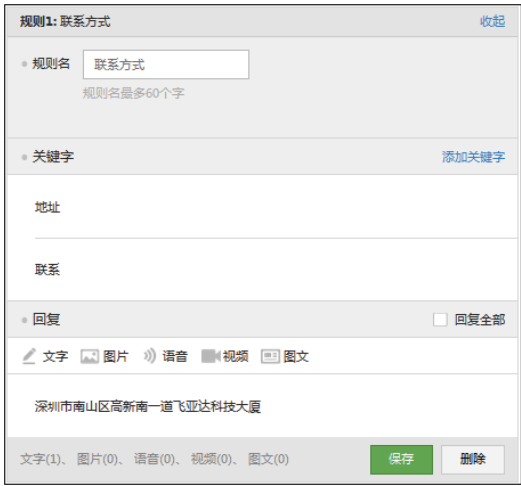 规则1: 联系方式 收起
规则名 联系方式
规则名最多60个字
关键字 添加关键字
地址
联系
回复 回复全部
文字 图片 语音 视频 图文
深圳市南山区高新南一道飞亚达科技大厦
文字(1)、 图片(0)、 语音(0)、 视频(0)、 图文(0) 保存 删除